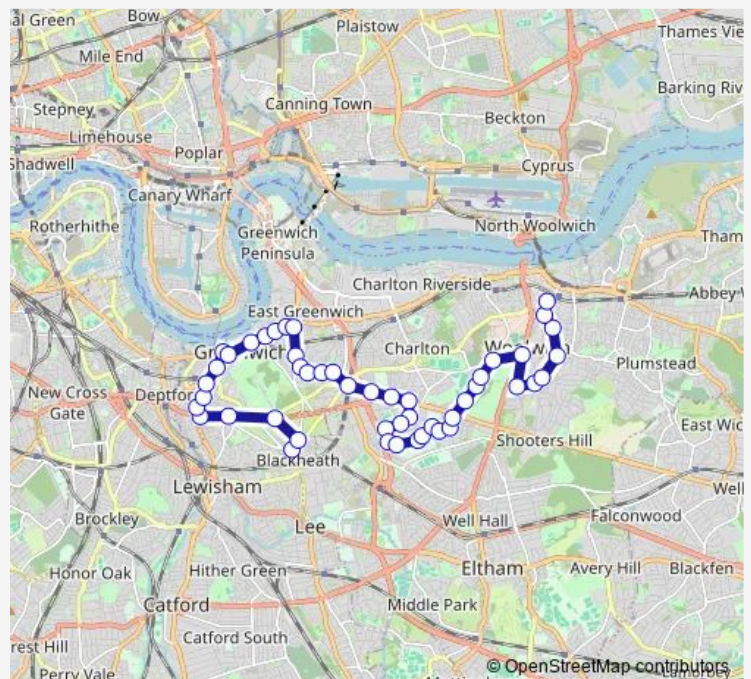 al Green
Bow
Plaistow
Thames Vie
Mile End
Barking Riv
Stepney
Canning Town
Beckton
Limehouse
Poplar
Shadwell
Cyprus
Canary Wharf
Rotherhithe
Greenwich
Peninsula
North Woolwich
Tham
Charlton Riverside
Abbey
East Greenwich
Charlton
Plumstead
New Cross
Gate
East Wic
Shooters Hill
Blackheath
Lewisham
Well
Brockley
Lee
Well Hall
Falconwood
Honor Oak
Hither Green
Eltham
Avery Hill
Blackfen
Catford
Middle Park
Catford South
rest Hill
Perry Vale
© OpenStreetMap contributors